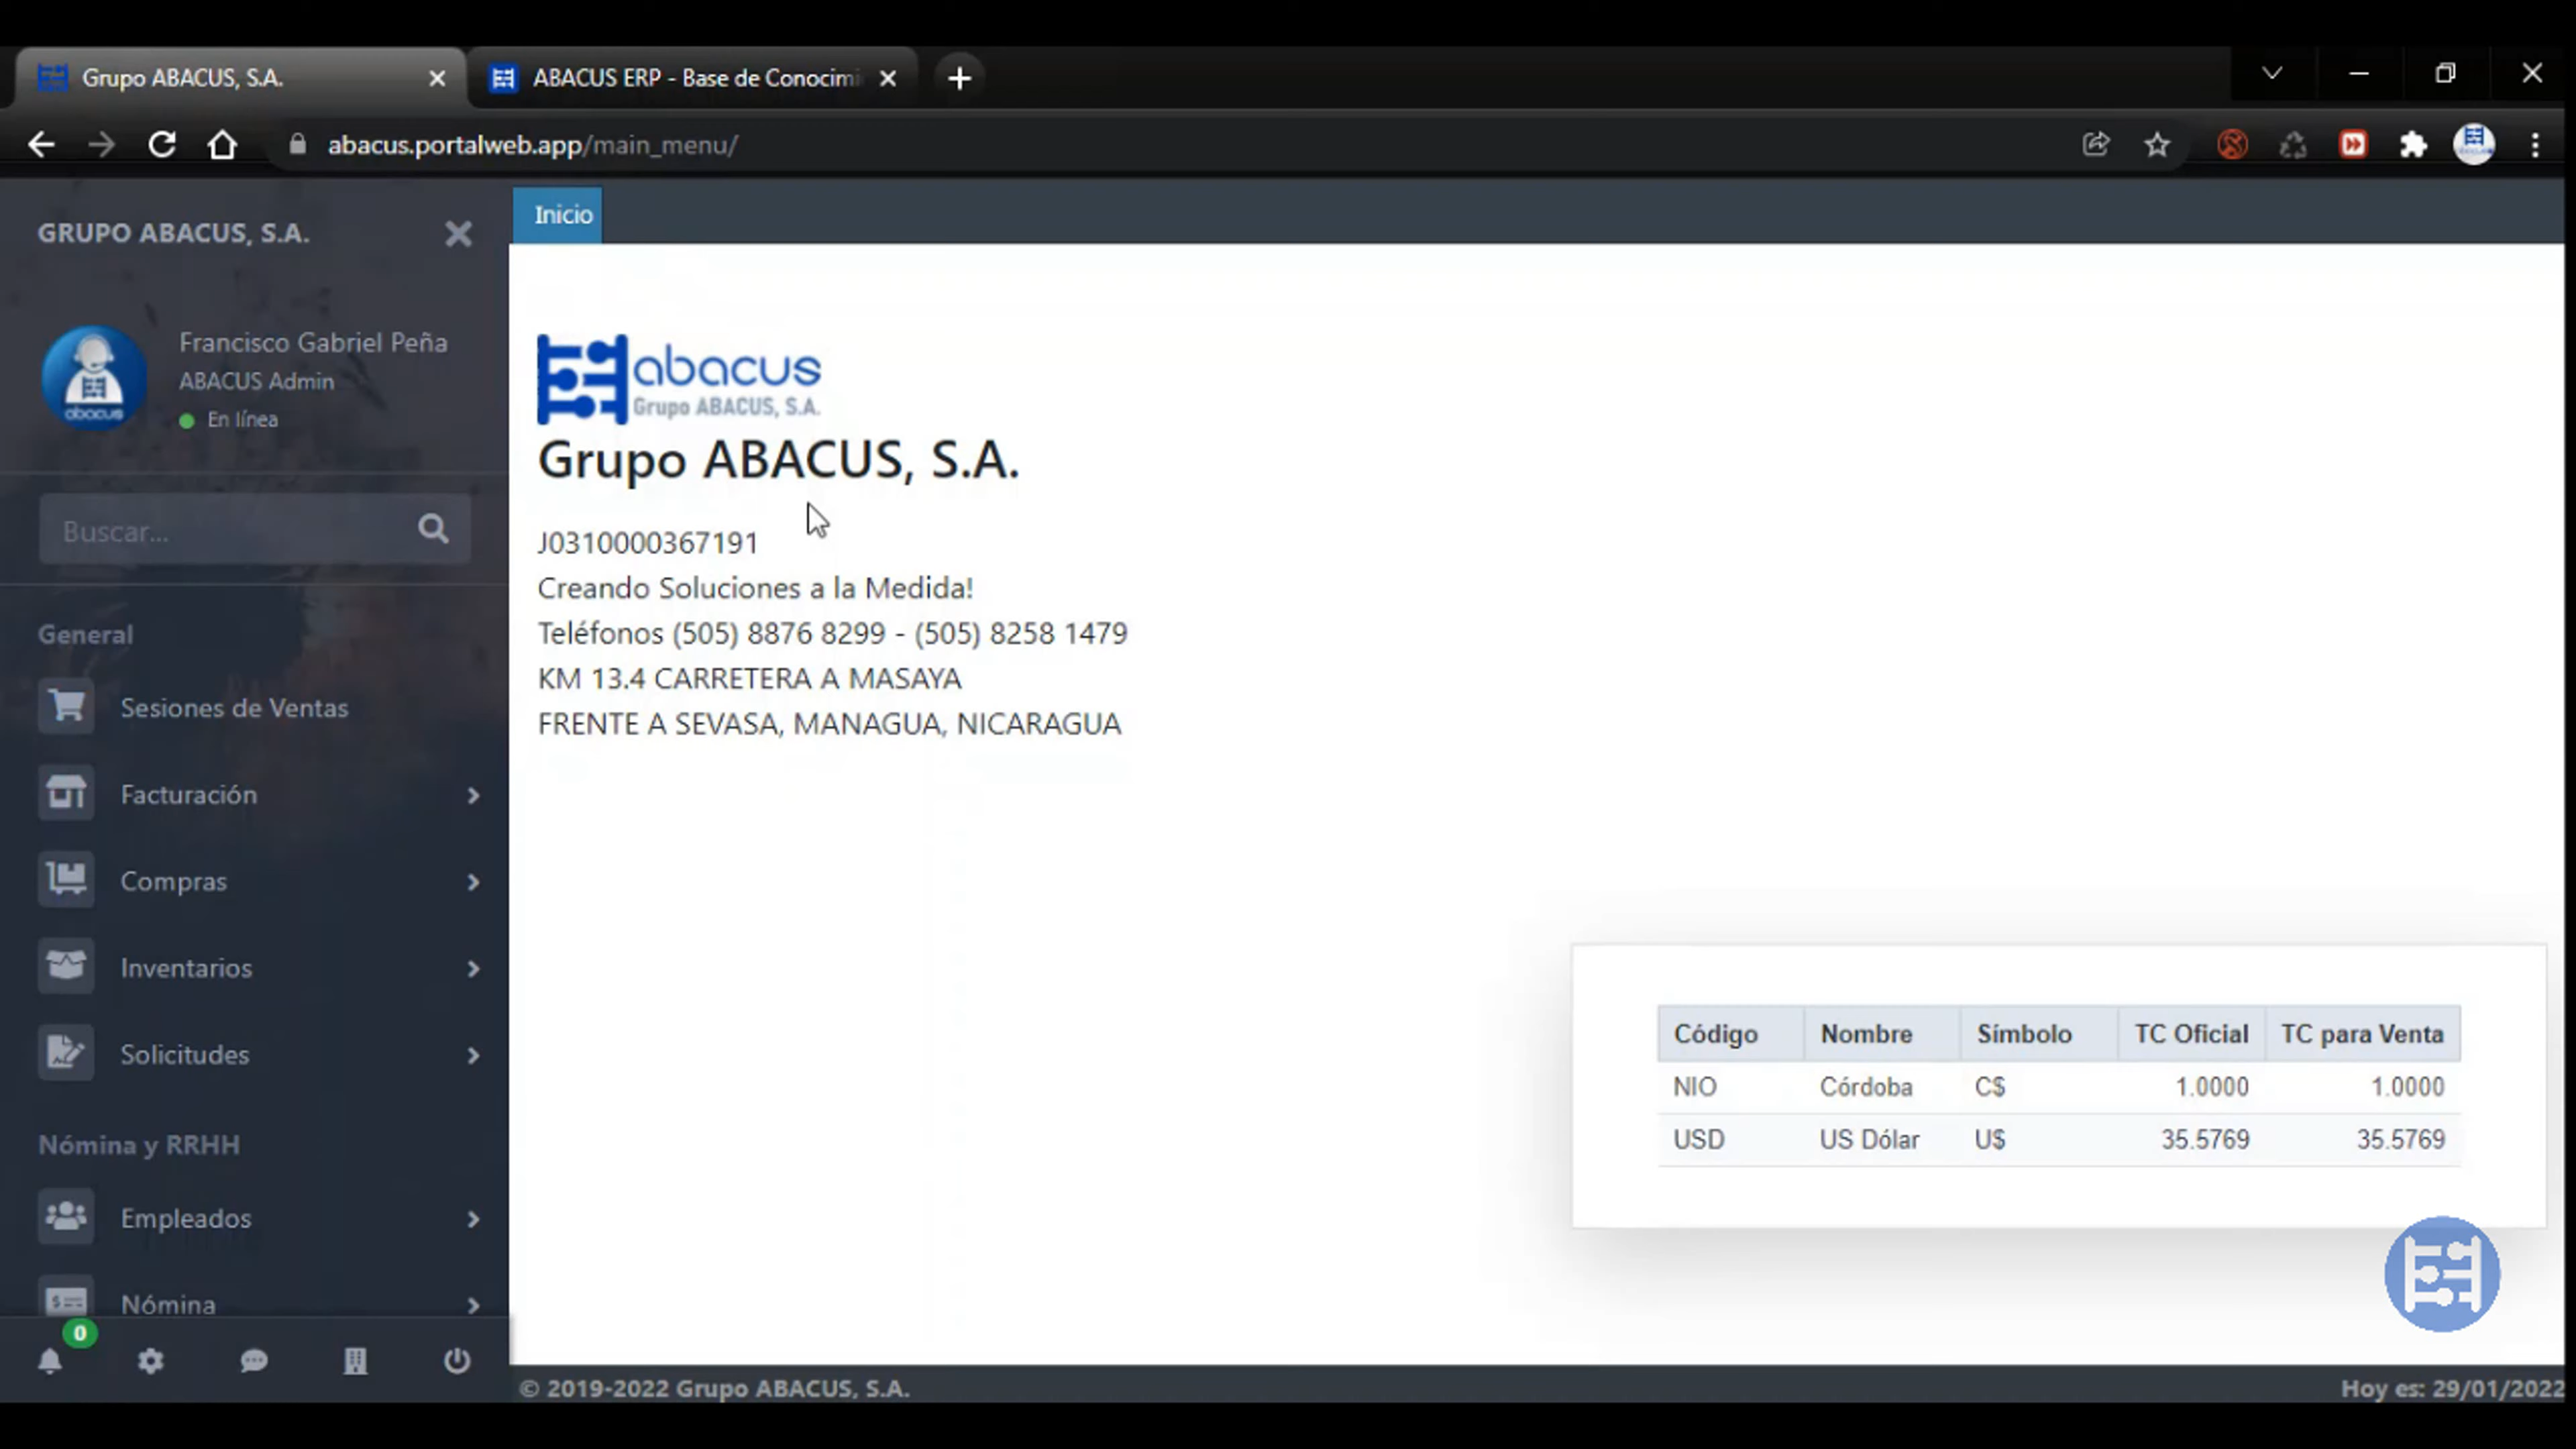 Grupo ABACUS, S.A.
ABACUS ERP - Base de Conocimi
abacus.portalweb.app/main_menu/
GRUPO ABACUS, S.A.
Francisco Gabriel Peña
ABACUS Admin
En línea
abacus
Buscar...
General
Sesiones de Ventas
Facturación
Compras
Inventarios
Solicitudes
Nómina y RRHH
Empleados
Nómina
0
Inicio
abacus
Grupo ABACUS, S.A.
Grupo ABACUS, S.A.
J0310000367191
Creando Soluciones a la Medida!
Teléfonos (505) 8876 8299 - (505) 8258 1479
KM 13.4 CARRETERA A MASAYA
FRENTE A SEVASA, MANAGUA, NICARAGUA
Código Nombre Símbolo TC Oficial TC para Venta
NIO Córdoba C$ 1.0000 1.0000
USD US Dólar U$ 35.5769 35.5769
© 2019-2022 Grupo ABACUS, S.A.
Hoy es: 29/01/2022